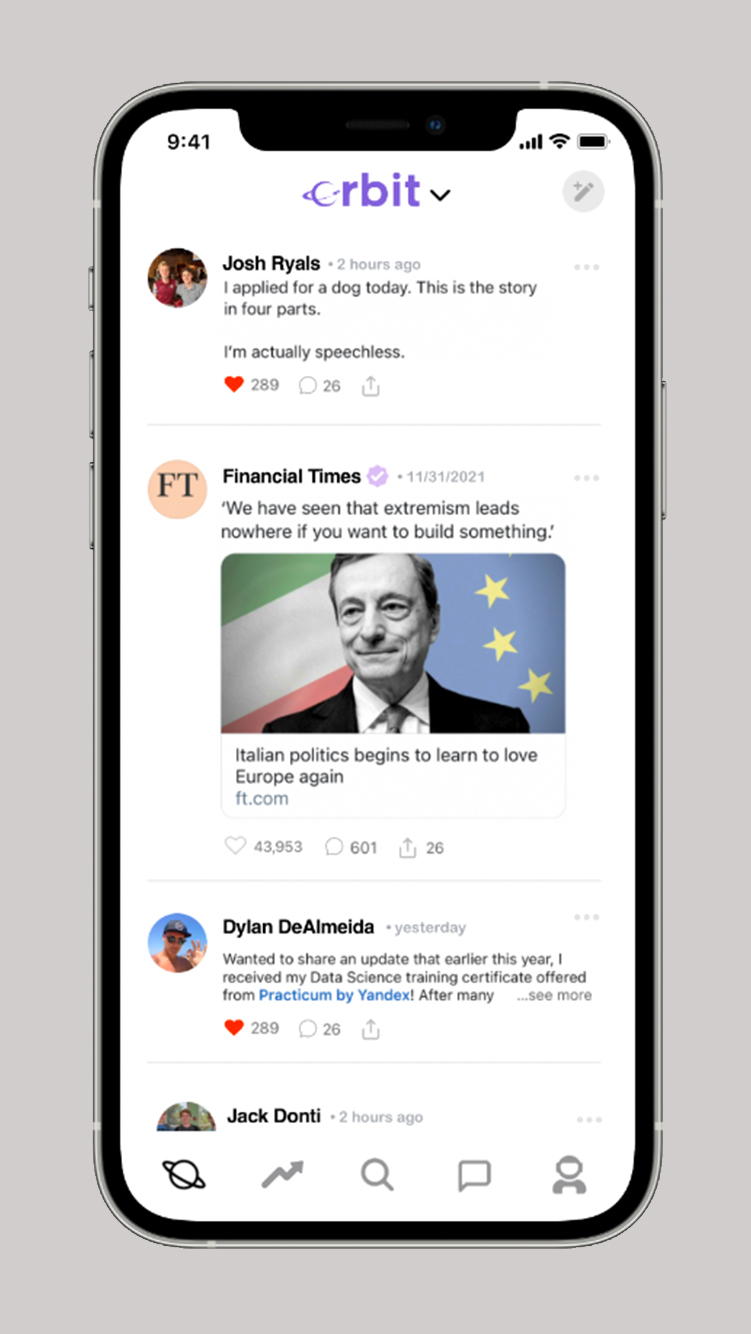 9:41
Orbit
Josh Ryals • 2 hours ago
I applied for a dog today. This is the story
in four parts.
I'm actually speechless.
289 26
FT
Financial Times • 11/31/2021
‘We have seen that extremism leads
nowhere if you want to build something.’
Italian politics begins to learn to love
Europe again
ft.com
43,953 601 26
Dylan DeAlmeida • yesterday
Wanted to share an update that earlier this year, I
received my Data Science training certificate offered
from Practicum by Yandex! After many ...see more
289 26
Jack Donti • 2 hours ago